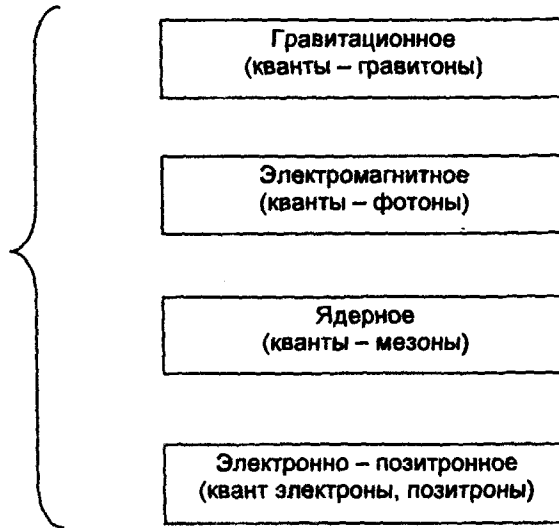 Гравитационное
(кванты – гравитоны)
Электромагнитное
(кванты – фотоны)
Ядерное
(кванты – мезоны)
Электронно – позитронное
(квант электроны, позитроны)